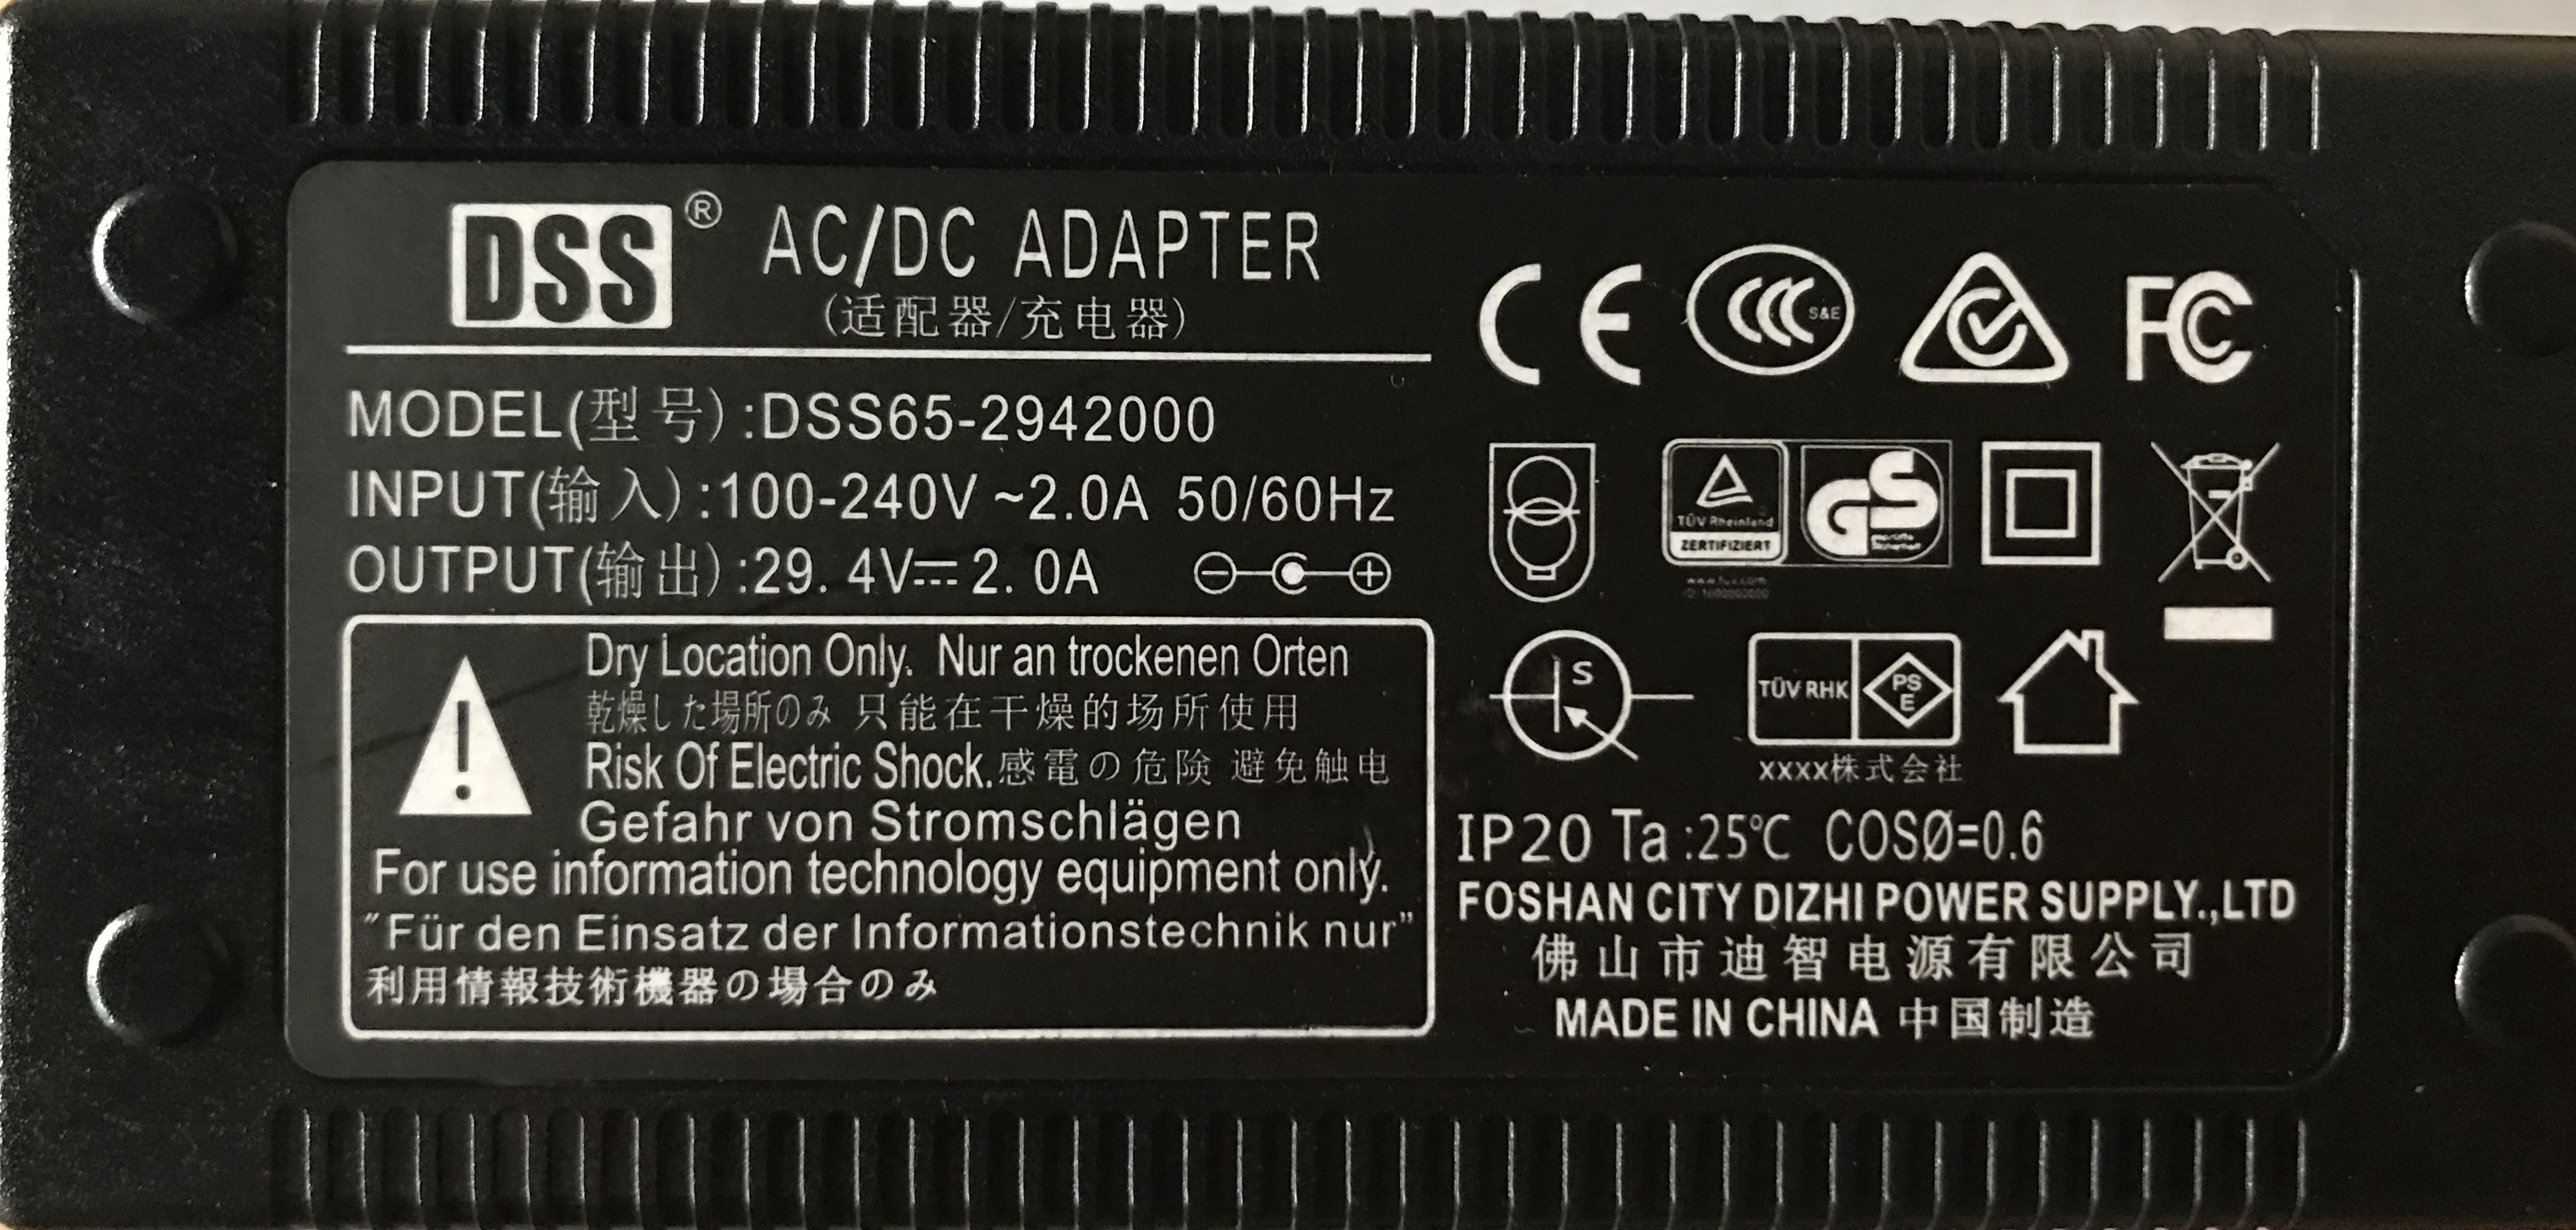 DSS® AC/DC ADAPTER
(适配器/充电器)
MODEL(型号):DSS65-2942000
INPUT(输入):100-240V ~2.0A 50/60Hz
OUTPUT(输出):29. 4V⎓2. 0A
Dry Location Only. Nur an trockenen Orten
乾燥した場所のみ 只能在干燥的场所使用
Risk Of Electric Shock.感電の危険 避免触电
Gefahr von Stromschlägen
For use information technology equipment only.
"Für den Einsatz der Informationstechnik nur"
利用情報技術機器の場合のみ
CE CCC S&E FC
TÜV Rheinland
ZERTIFIZIERT
GS
geprüfte
Sicherheit
www.tuv.com
S
TÜV RHK PS
E
xxxx株式会社
IP20 Ta:25℃ COSØ=0.6
FOSHAN CITY DIZHI POWER SUPPLY.,LTD
佛山市迪智电源有限公司
MADE IN CHINA 中国制造